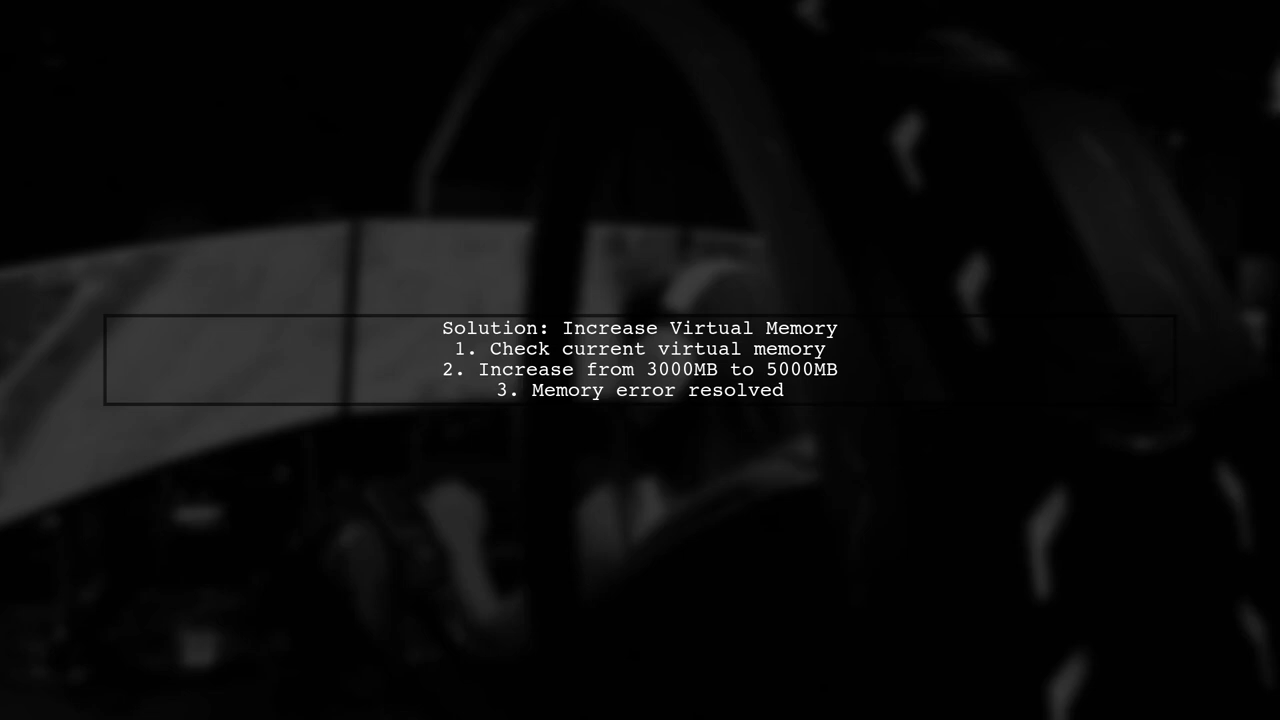 Solution: Increase Virtual Memory
1. Check current virtual memory
2. Increase from 3000MB to 5000MB
3. Memory error resolved